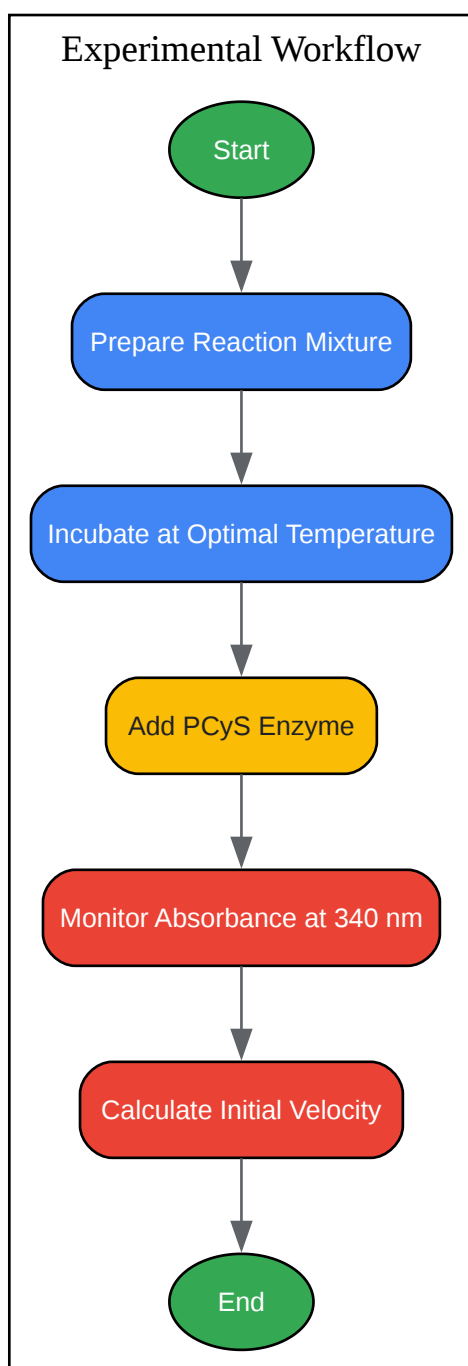 Experimental Workflow
Start
Prepare Reaction Mixture
Incubate at Optimal Temperature
Add PCyS Enzyme
Monitor Absorbance at 340 nm
Calculate Initial Velocity
End